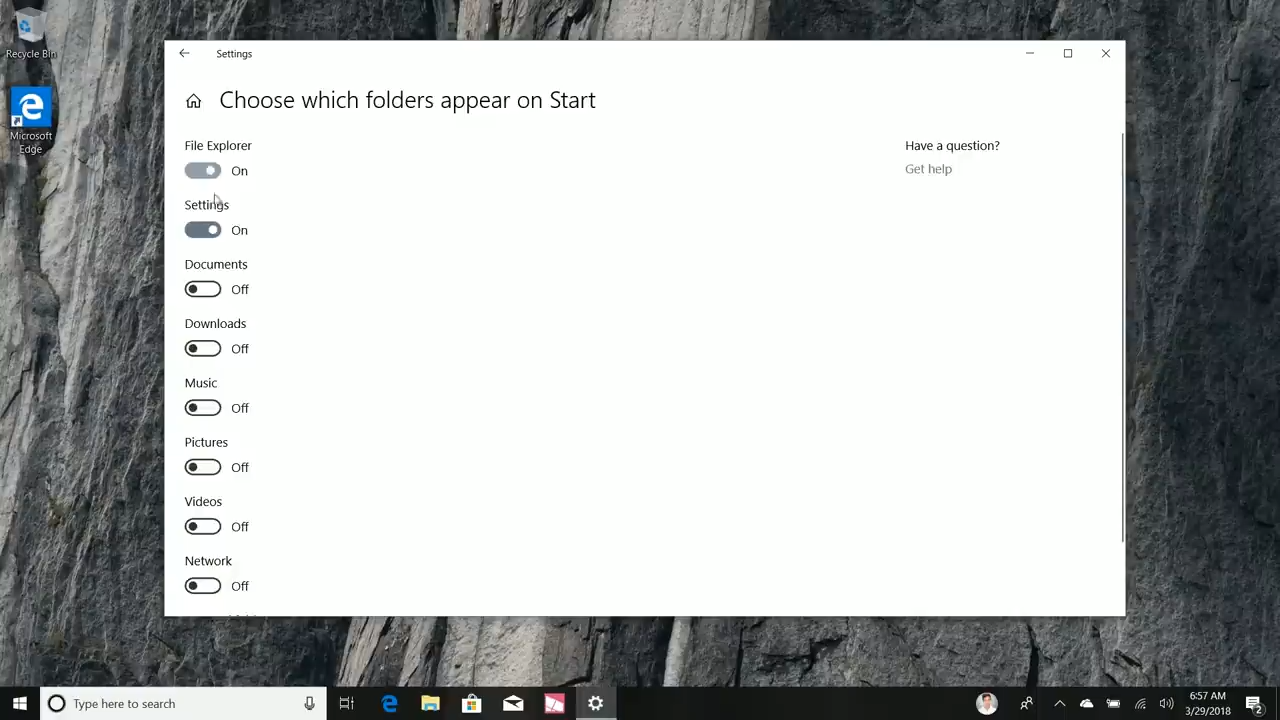 Recycle Bin
Microsoft
Edge
Settings
Choose which folders appear on Start
File Explorer
On
Settings
On
Documents
Off
Downloads
Off
Music
Off
Pictures
Off
Videos
Off
Network
Off
Have a question?
Get help
Type here to search
6:57 AM
3/29/2018
2